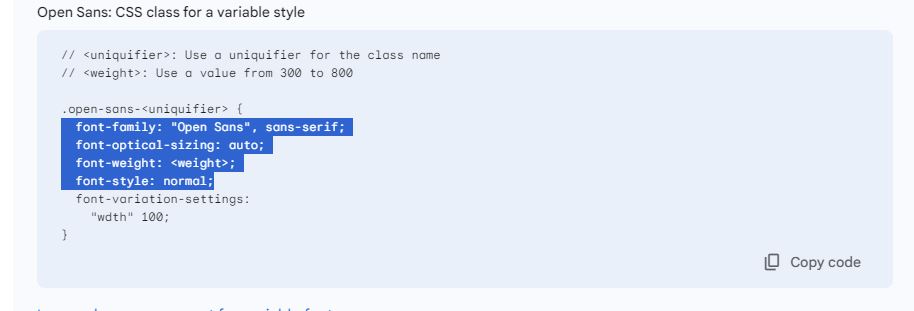 Open Sans: CSS class for a variable style
// <uniquifier>: Use a uniquifier for the class name
// <weight>: Use a value from 300 to 800
.open-sans-<uniquifier> {
font-family: "Open Sans", sans-serif;
font-optical-sizing: auto;
font-weight: <weight>;
font-style: normal;
font-variation-settings:
"wdth" 100;
}
Copy code